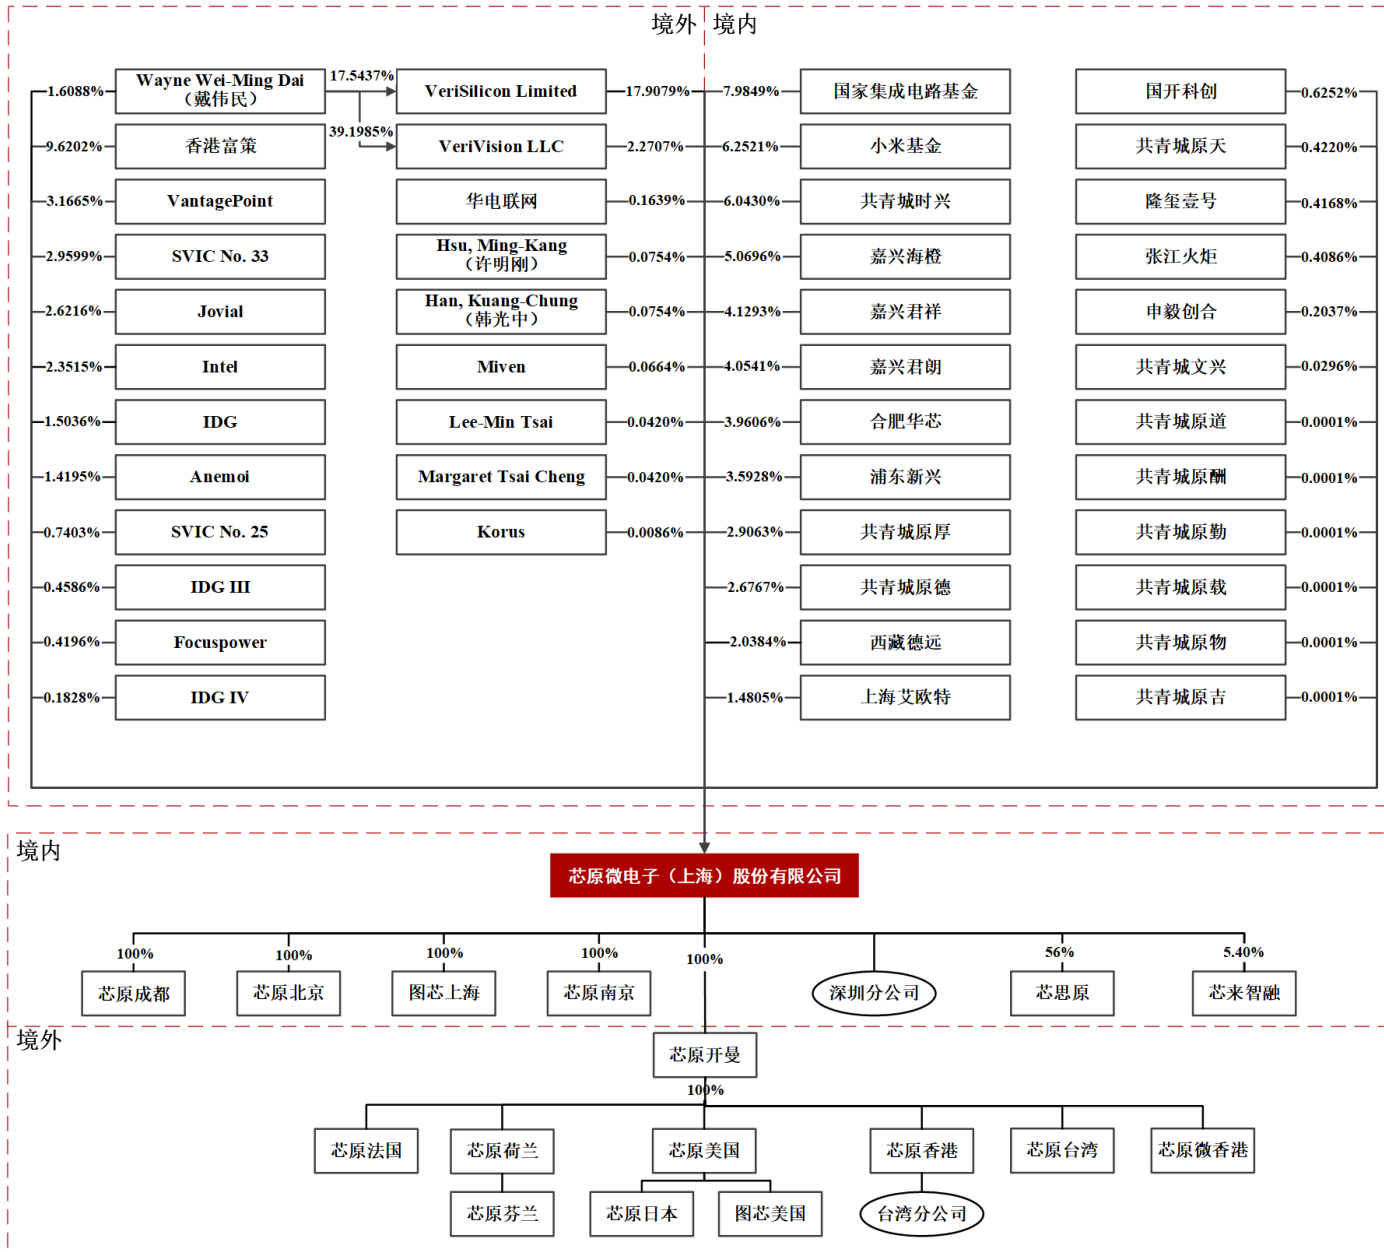 境外 境内
1.6088% Wayne Wei-Ming Dai
（戴伟民） 17.5437% VeriSilicon Limited 17.9079% 7.9849% 国家集成电路基金 国开科创 0.6252%
9.6202% 香港富策 39.1985% VeriVision LLC 2.2707% 6.2521% 小米基金 共青城原天 0.4220%
3.1665% VantagePoint 华电联网 0.1639% 6.0430% 共青城时兴 隆玺壹号 0.4168%
2.9599% SVIC No. 33 Hsu, Ming-Kang
（许明刚） 0.0754% 5.0696% 嘉兴海橙 张江火炬 0.4086%
2.6216% Jovial Han, Kuang-Chung
（韩光中） 0.0754% 4.1293% 嘉兴君祥 申毅创合 0.2037%
2.3515% Intel Miven 0.0664% 4.0541% 嘉兴君朗 共青城文兴 0.0296%
1.5036% IDG Lee-Min Tsai 0.0420% 3.9606% 合肥华芯 共青城原道 0.0001%
1.4195% Anemoi Margaret Tsai Cheng 0.0420% 3.5928% 浦东新兴 共青城原酬 0.0001%
0.7403% SVIC No. 25 Korus 0.0086% 2.9063% 共青城原厚 共青城原勤 0.0001%
0.4586% IDG III 2.6767% 共青城原德 共青城原载 0.0001%
0.4196% Focuspower 2.0384% 西藏德远 共青城原物 0.0001%
0.1828% IDG IV 1.4805% 上海艾欧特 共青城原吉 0.0001%
境内
芯原微电子（上海）股份有限公司
100% 100% 100% 100% 100% 56% 5.40%
芯原成都 芯原北京 图芯上海 芯原南京 深圳分公司 芯思原 芯来智融
境外
芯原开曼
100%
芯原法国 芯原荷兰 芯原美国 芯原香港 芯原台湾 芯原微香港
芯原芬兰 芯原日本 图芯美国 台湾分公司